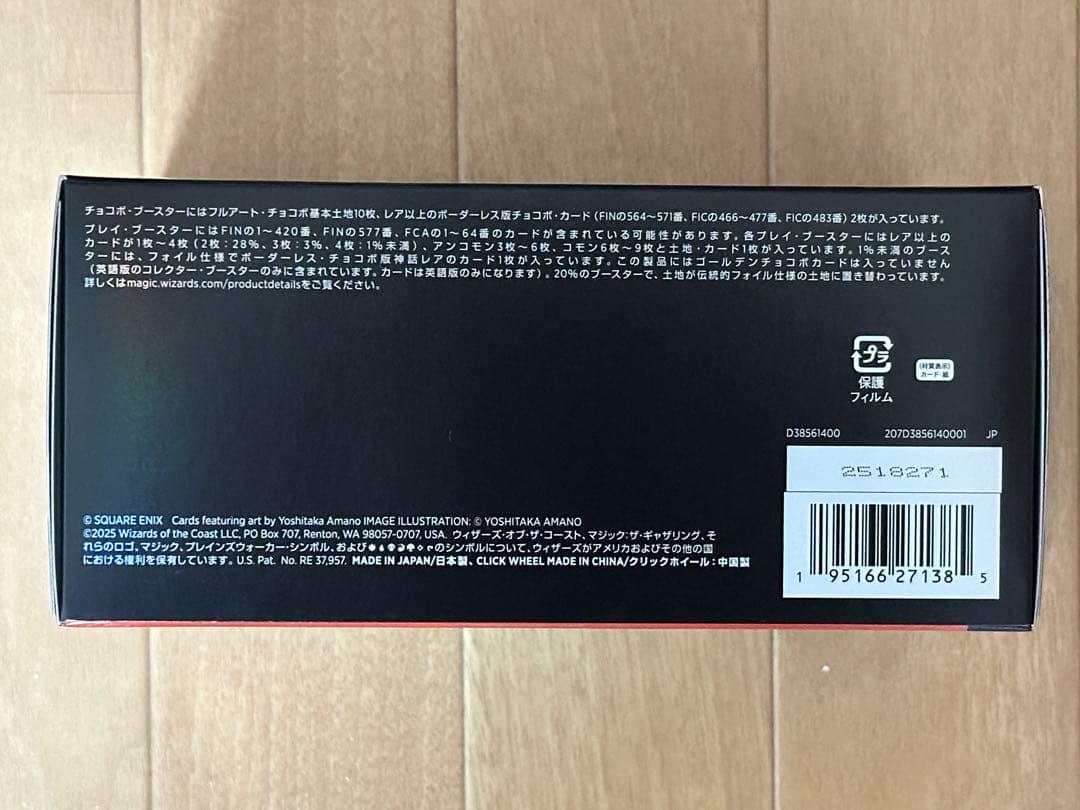 チョコボ・ブースターにはフルアート・チョコボ基本土地10枚、レア以上のボーダーレス版チョコボ・カード（FINの564～571番、FICの466～477番、FICの483番）2枚が入っています。
プレイ・ブースターにはFINの1～420番、FINの577番、FCAの1～64番のカードが含まれている可能性があります。各プレイ・ブースターにはレア以上の
カードが1枚～4枚（2枚：28%、3枚：3%、4枚：1%未満）、アンコモン3枚～6枚、コモン6枚～9枚と土地・カード1枚が入っています。1%未満のブース
ターには、フォイル仕様でボーダーレス・チョコボ版神話レアのカード1枚が入っています。この製品にはゴールデンチョコボカードは入っていません
（英語版のコレクター・ブースターのみに含まれています。カードは英語版のみになります）。20%のブースターで、土地が伝統的フォイル仕様の土地に置き替わっています。
詳しくはmagic.wizards.com/productdetailsをご覧ください。
プラ
保護
フィルム
（材質表示）
カード：紙
D38561400 207D3856140001 JP
2518271
1 95166 27138 5
© SQUARE ENIX Cards featuring art by Yoshitaka Amano IMAGE ILLUSTRATION: © YOSHITAKA AMANO
©2025 Wizards of the Coast LLC, PO Box 707, Renton, WA 98057-0707, USA. ウィザーズ・オブ・ザ・コースト、マジック：ザ・ギャザリング、そ
れらのロゴ、マジック、プレインズウォーカー・シンボル、およびのシンボルについて、ウィザーズがアメリカおよびその他の国
における権利を保有しています。U.S. Pat. No. RE 37,957. MADE IN JAPAN/日本製、CLICK WHEEL MADE IN CHINA/クリックホイール：中国製